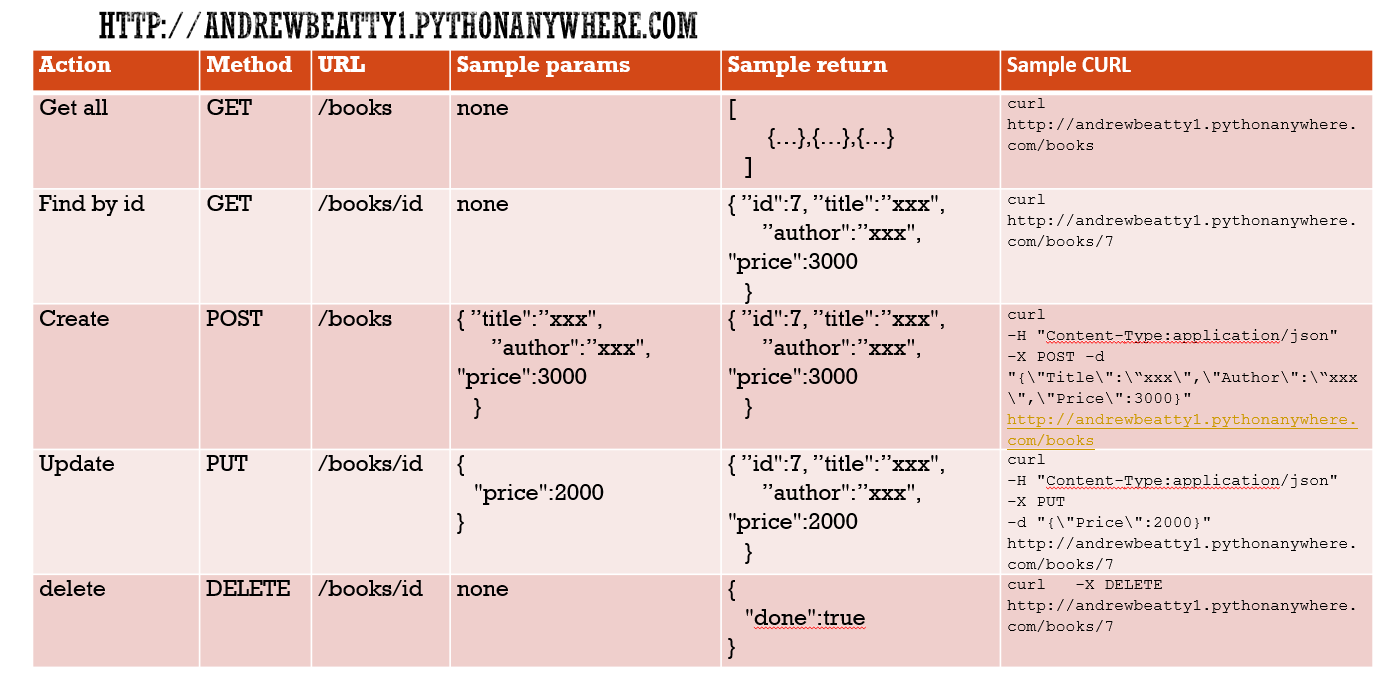 HTTP://ANDREWBEATTY1.PYTHONANYWHERE.COM
Action Method URL Sample params Sample return Sample CURL
Get all GET /books none [
{…},{…},{…}
]
curl
http://andrewbeatty1.pythonanywhere.
com/books
Find by id GET /books/id none { ”id":7, ”title":”xxx",
”author":”xxx",
"price":3000
}
curl
http://andrewbeatty1.pythonanywhere.
com/books/7
Create POST /books { ”title":”xxx",
”author":”xxx",
"price":3000
}
{ ”id":7, ”title":”xxx",
”author":”xxx",
"price":3000
}
curl
-H "Content-Type:application/json"
-X POST -d
"{\"Title\":\“xxx\",\"Author\":\“xxx
\",\"Price\":3000}"
http://andrewbeatty1.pythonanywhere.
com/books
Update PUT /books/id {
"price":2000
}
{ ”id":7, ”title":”xxx",
”author":”xxx",
"price":2000
}
curl
-H "Content-Type:application/json"
-X PUT
-d "{\"Price\":2000}"
http://andrewbeatty1.pythonanywhere.
com/books/7
delete DELETE /books/id none {
"done":true
}
curl -X DELETE
http://andrewbeatty1.pythonanywhere.
com/books/7